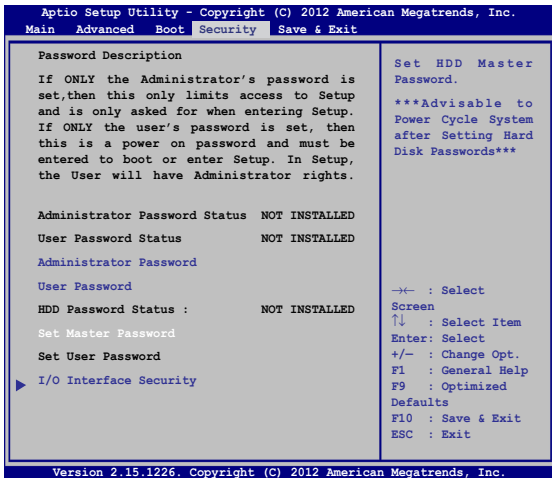 Aptio Setup Utility - Copyright (C) 2012 American Megatrends, Inc.
Main Advanced Boot Security Save & Exit
Password Description
If ONLY the Administrator's password is
set,then this only limits access to Setup
and is only asked for when entering Setup.
If ONLY the user's password is set, then
this is a power on password and must be
entered to boot or enter Setup. In Setup,
the User will have Administrator rights.
Administrator Password Status NOT INSTALLED
User Password Status NOT INSTALLED
Administrator Password
User Password
HDD Password Status : NOT INSTALLED
Set Master Password
Set User Password
I/O Interface Security
Set HDD Master
Password.
***Advisable to
Power Cycle System
after Setting Hard
Disk Passwords***
→← : Select
Screen
↑↓ : Select Item
Enter: Select
+/— : Change Opt.
F1 : General Help
F9 : Optimized
Defaults
F10 : Save & Exit
ESC : Exit
Version 2.15.1226. Copyright (C) 2012 American Megatrends, Inc.